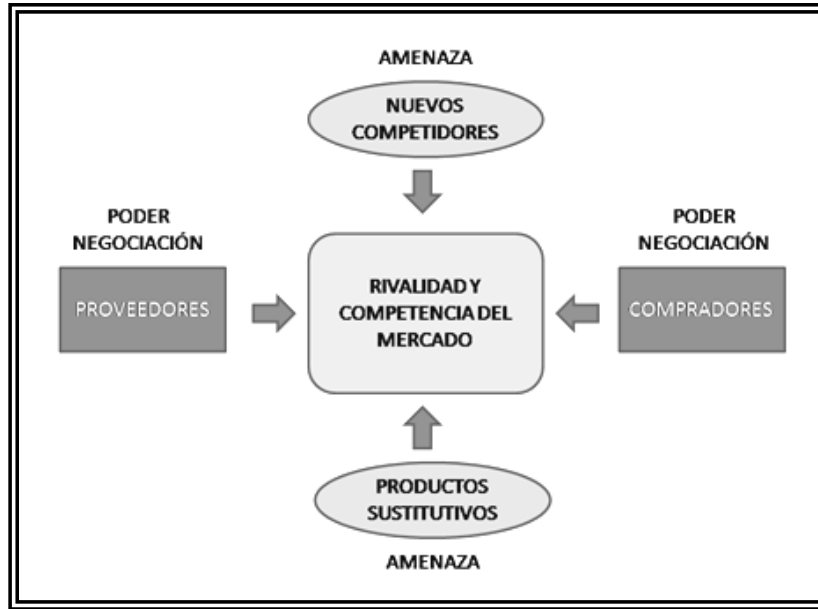 AMENAZA
NUEVOS
COMPETIDORES
PODER
NEGOCIACIÓN
PROVEEDORES
RIVALIDAD Y
COMPETENCIA DEL
MERCADO
PODER
NEGOCIACIÓN
COMPRADORES
PRODUCTOS
SUSTITUTIVOS
AMENAZA